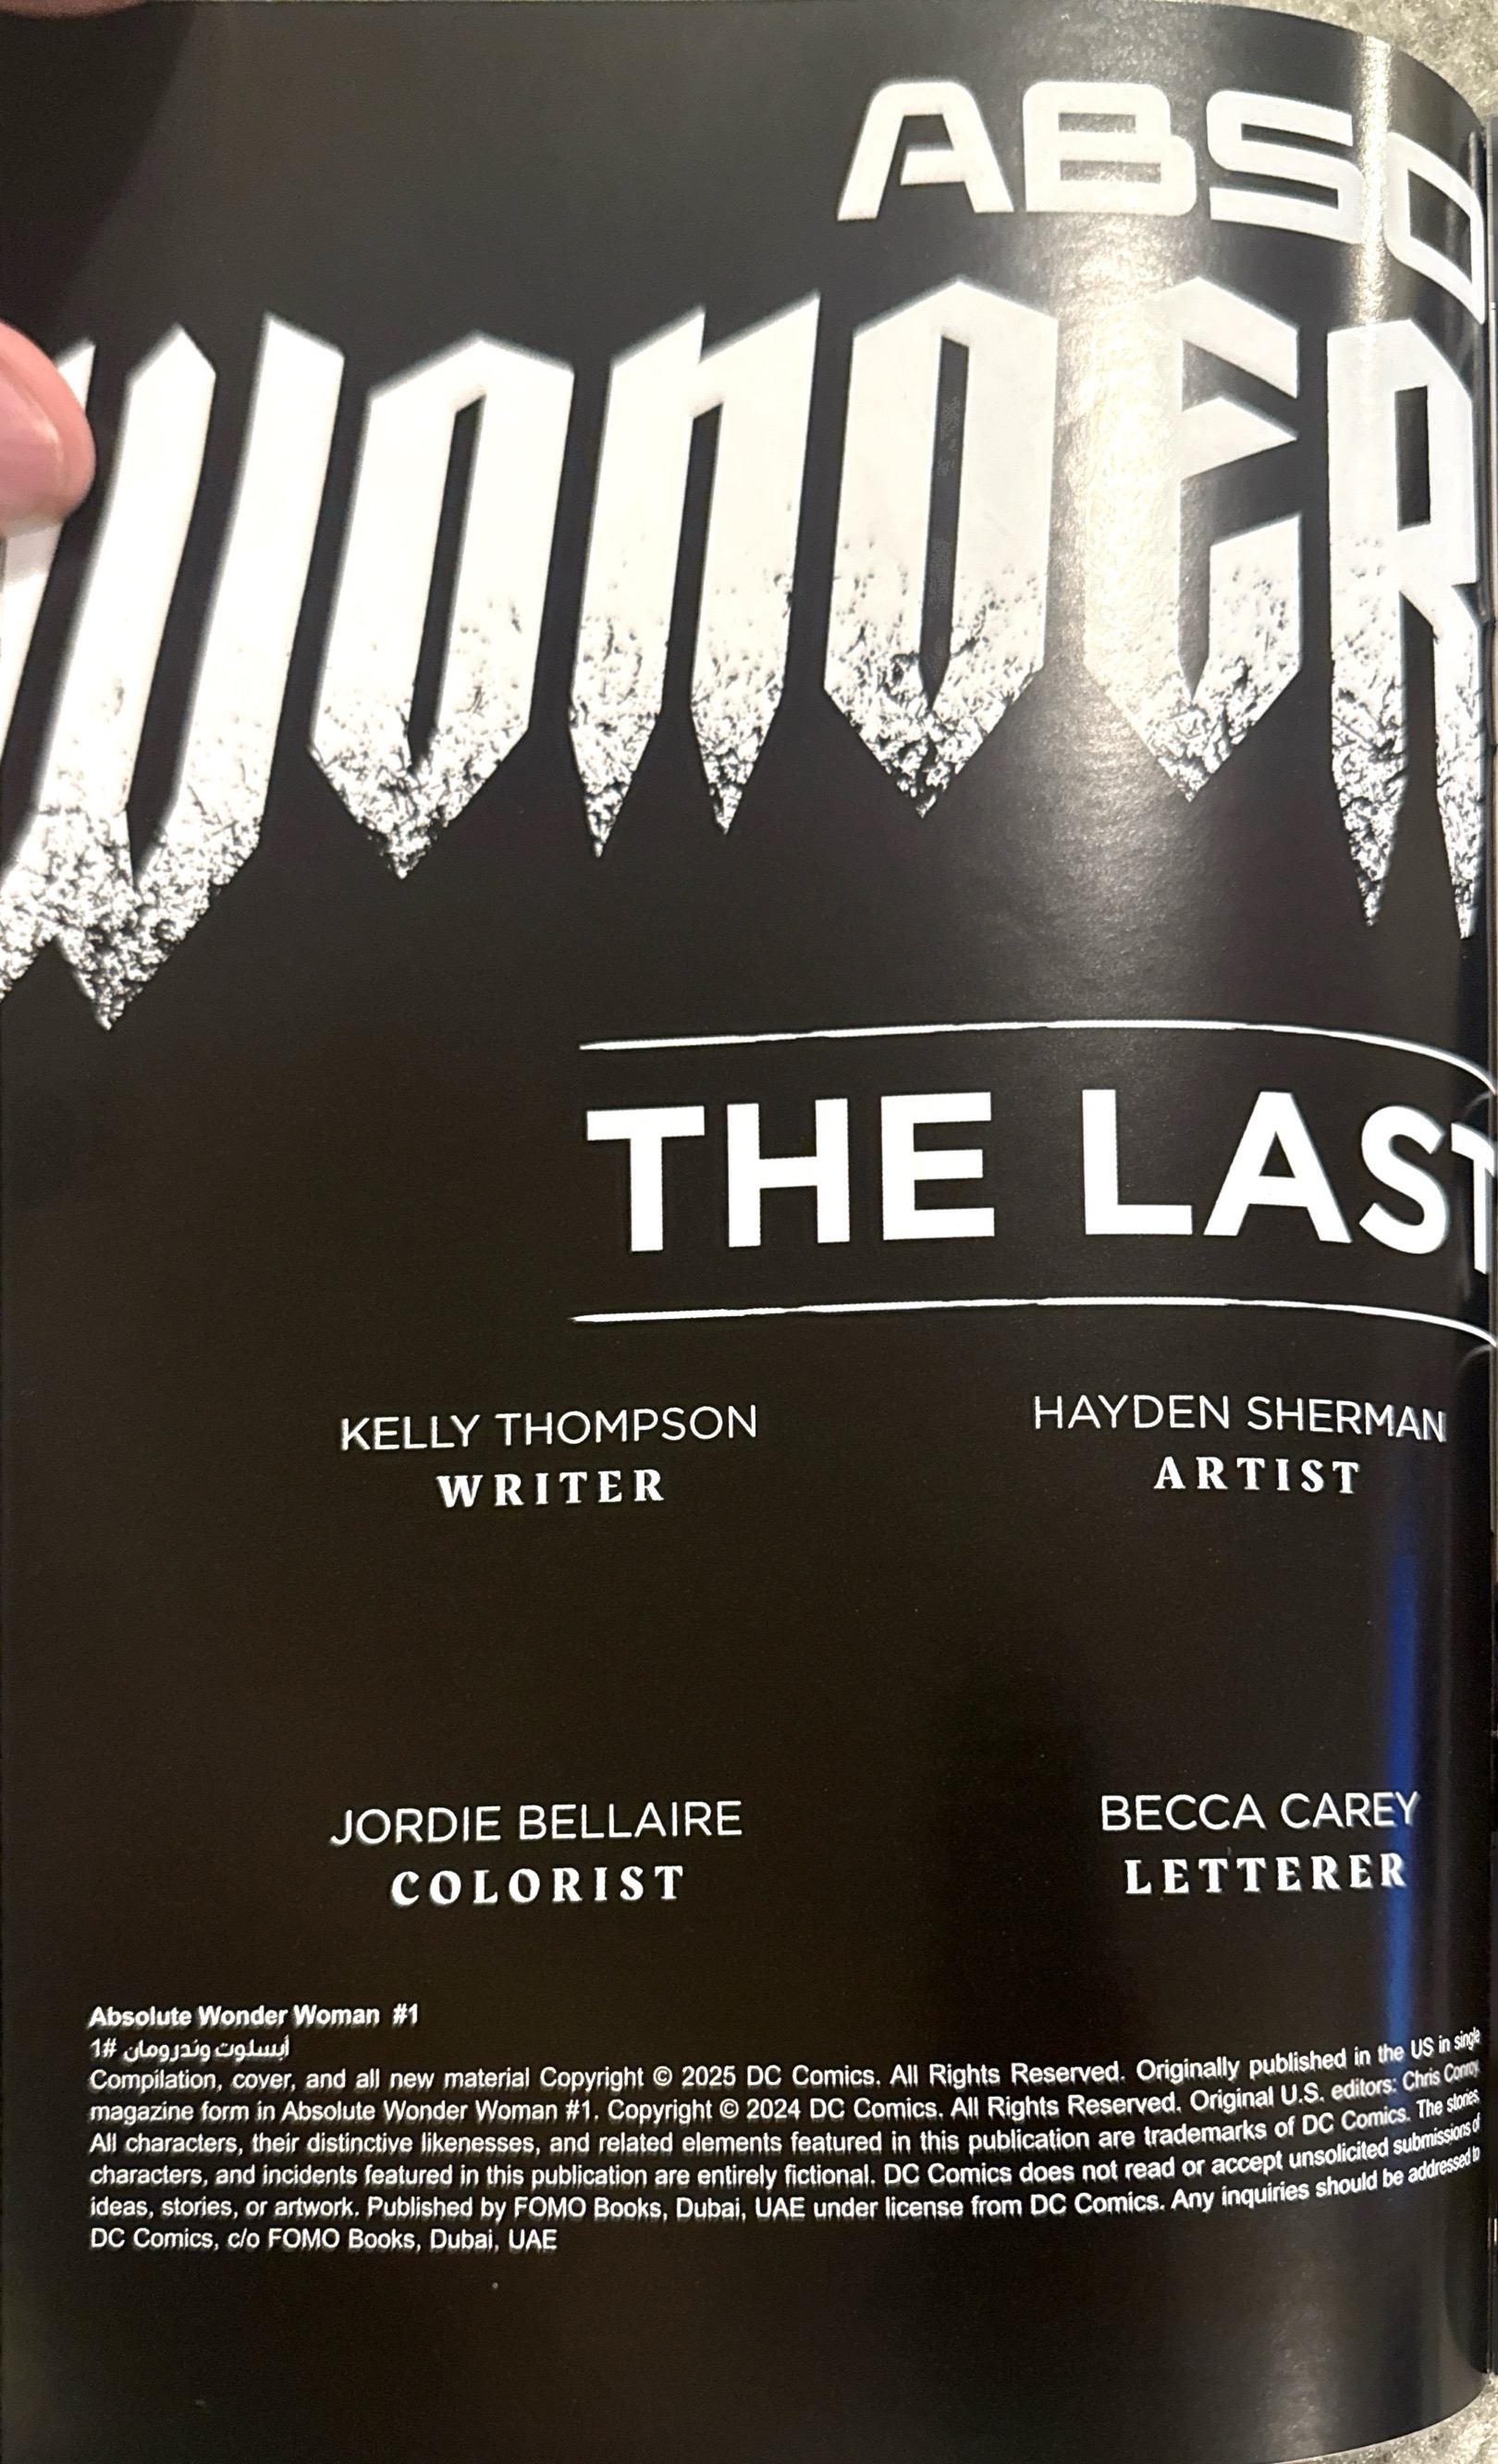 ABSO
WONDER
THE LAST
KELLY THOMPSON
WRITER
HAYDEN SHERMAN
ARTIST
JORDIE BELLAIRE
COLORIST
BECCA CAREY
LETTERER
Absolute Wonder Woman #1
أبسلوت وندرومان #1
Compilation, cover, and all new material Copyright © 2025 DC Comics. All Rights Reserved. Originally published in the US in single
magazine form in Absolute Wonder Woman #1. Copyright © 2024 DC Comics. All Rights Reserved. Original U.S. editors: Chris Conroy.
All characters, their distinctive likenesses, and related elements featured in this publication are trademarks of DC Comics. The stories,
characters, and incidents featured in this publication are entirely fictional. DC Comics does not read or accept unsolicited submissions of
ideas, stories, or artwork. Published by FOMO Books, Dubai, UAE under license from DC Comics. Any inquiries should be addressed to
DC Comics, c/o FOMO Books, Dubai, UAE